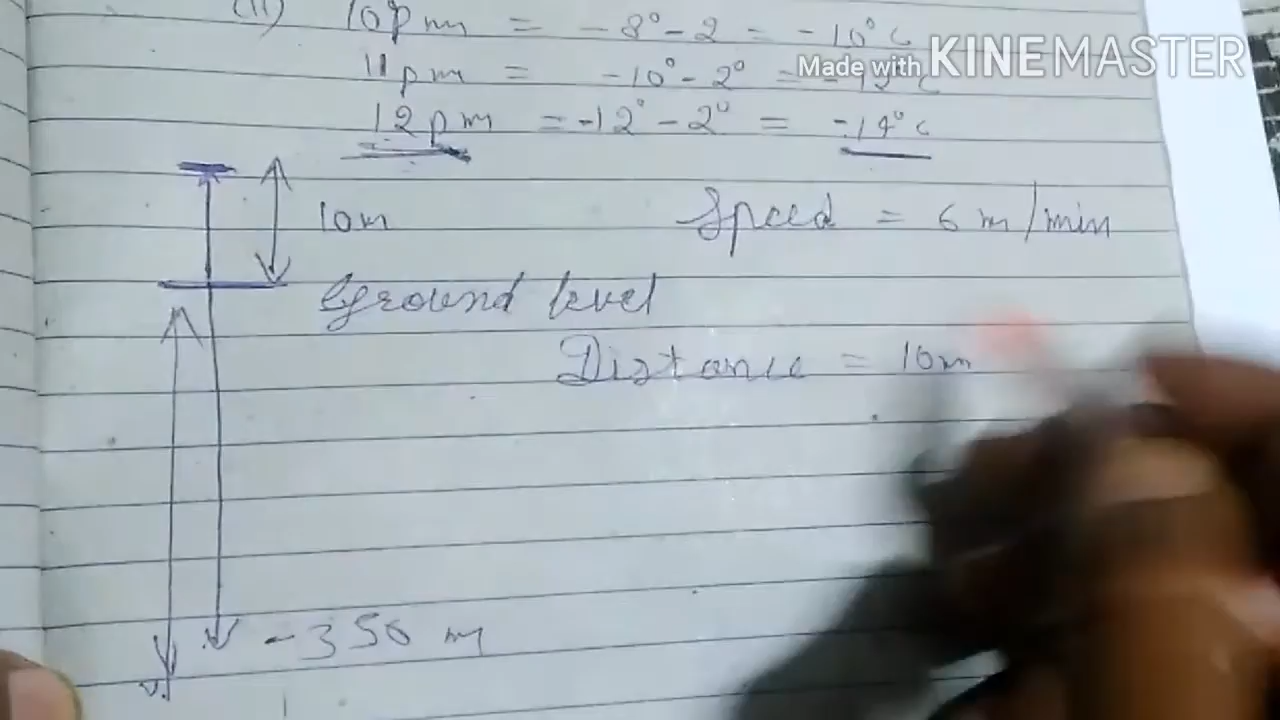 (ii) 10pm = -8° - 2 = -10°c
Made with KINEMASTER
11pm = -10° - 2° = -12°c
12pm = -12° - 2° = -14°c
10m
Speed = 6 m/min
Ground level
Distance = 10m
-350 m